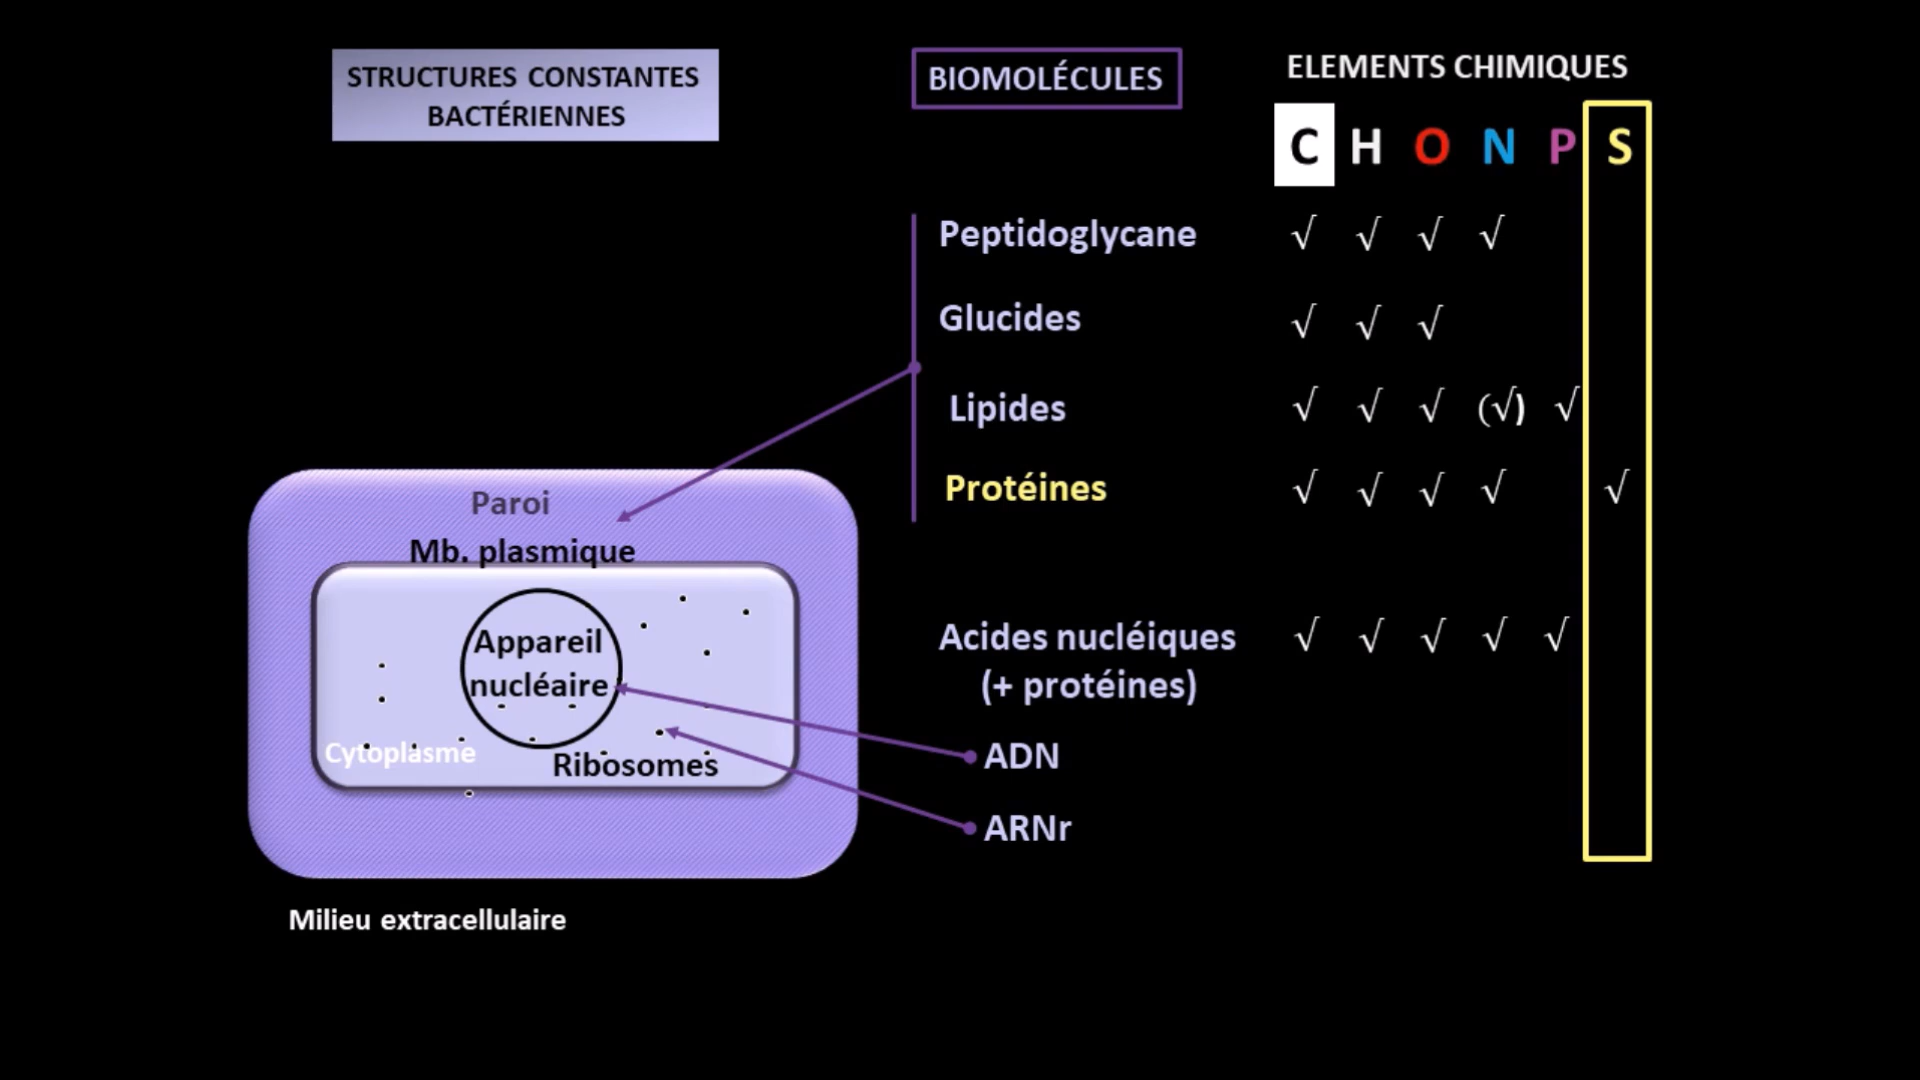 STRUCTURES CONSTANTES
BACTÉRIENNES
BIOMOLÉCULES
ELEMENTS CHIMIQUES
C H O N P S
Peptidoglycane √ √ √ √
Glucides √ √ √
Lipides √ √ √ (√) √
Protéines √ √ √ √ √
Acides nucléiques √ √ √ √ √
(+ protéines)
ADN
ARNr
Paroi
Mb. plasmique
Appareil
nucléaire
Cytoplasme
Ribosomes
Milieu extracellulaire